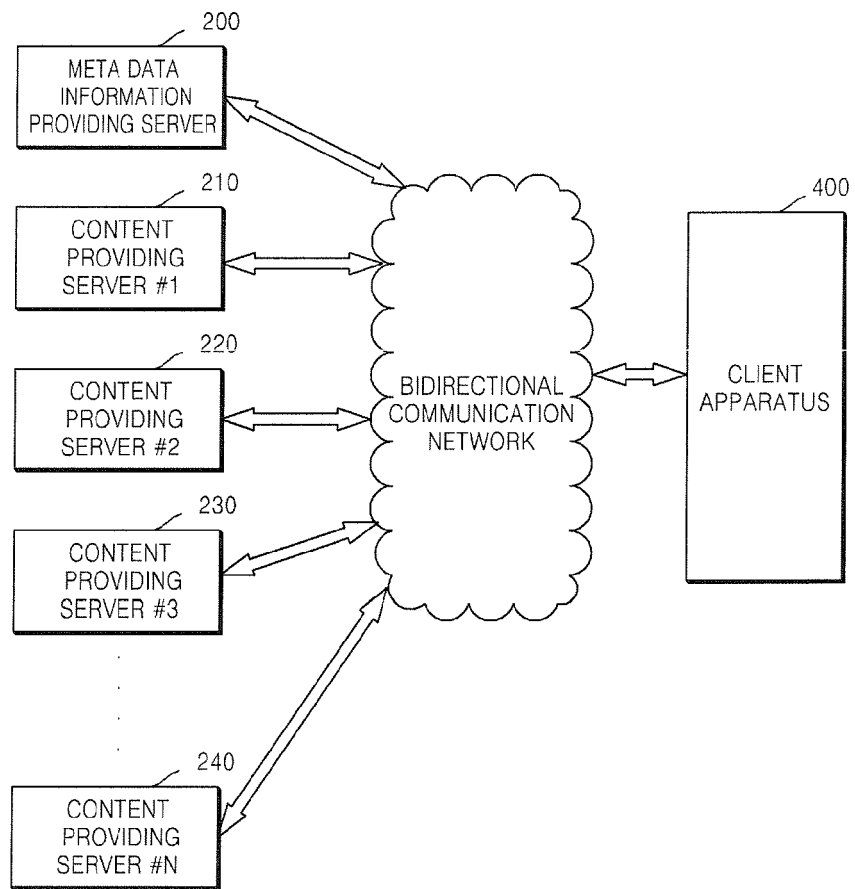 200
META DATA
INFORMATION
PROVIDING SERVER
210
CONTENT
PROVIDING
SERVER #1
220
CONTENT
PROVIDING
SERVER #2
230
CONTENT
PROVIDING
SERVER #3
240
CONTENT
PROVIDING
SERVER #N
BIDIRECTIONAL
COMMUNICATION
NETWORK
400
CLIENT
APPARATUS